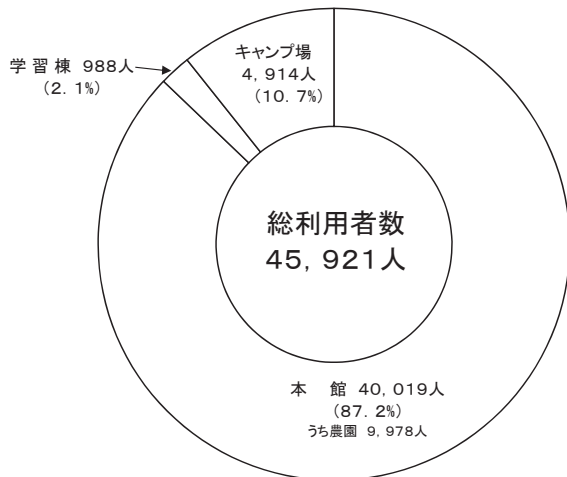 学習棟 988人
(2.1%)
キャンプ場
4,914人
(10.7%)
総利用者数
45,921人
本 館 40,019人
(87.2%)
うち農園 9,978人